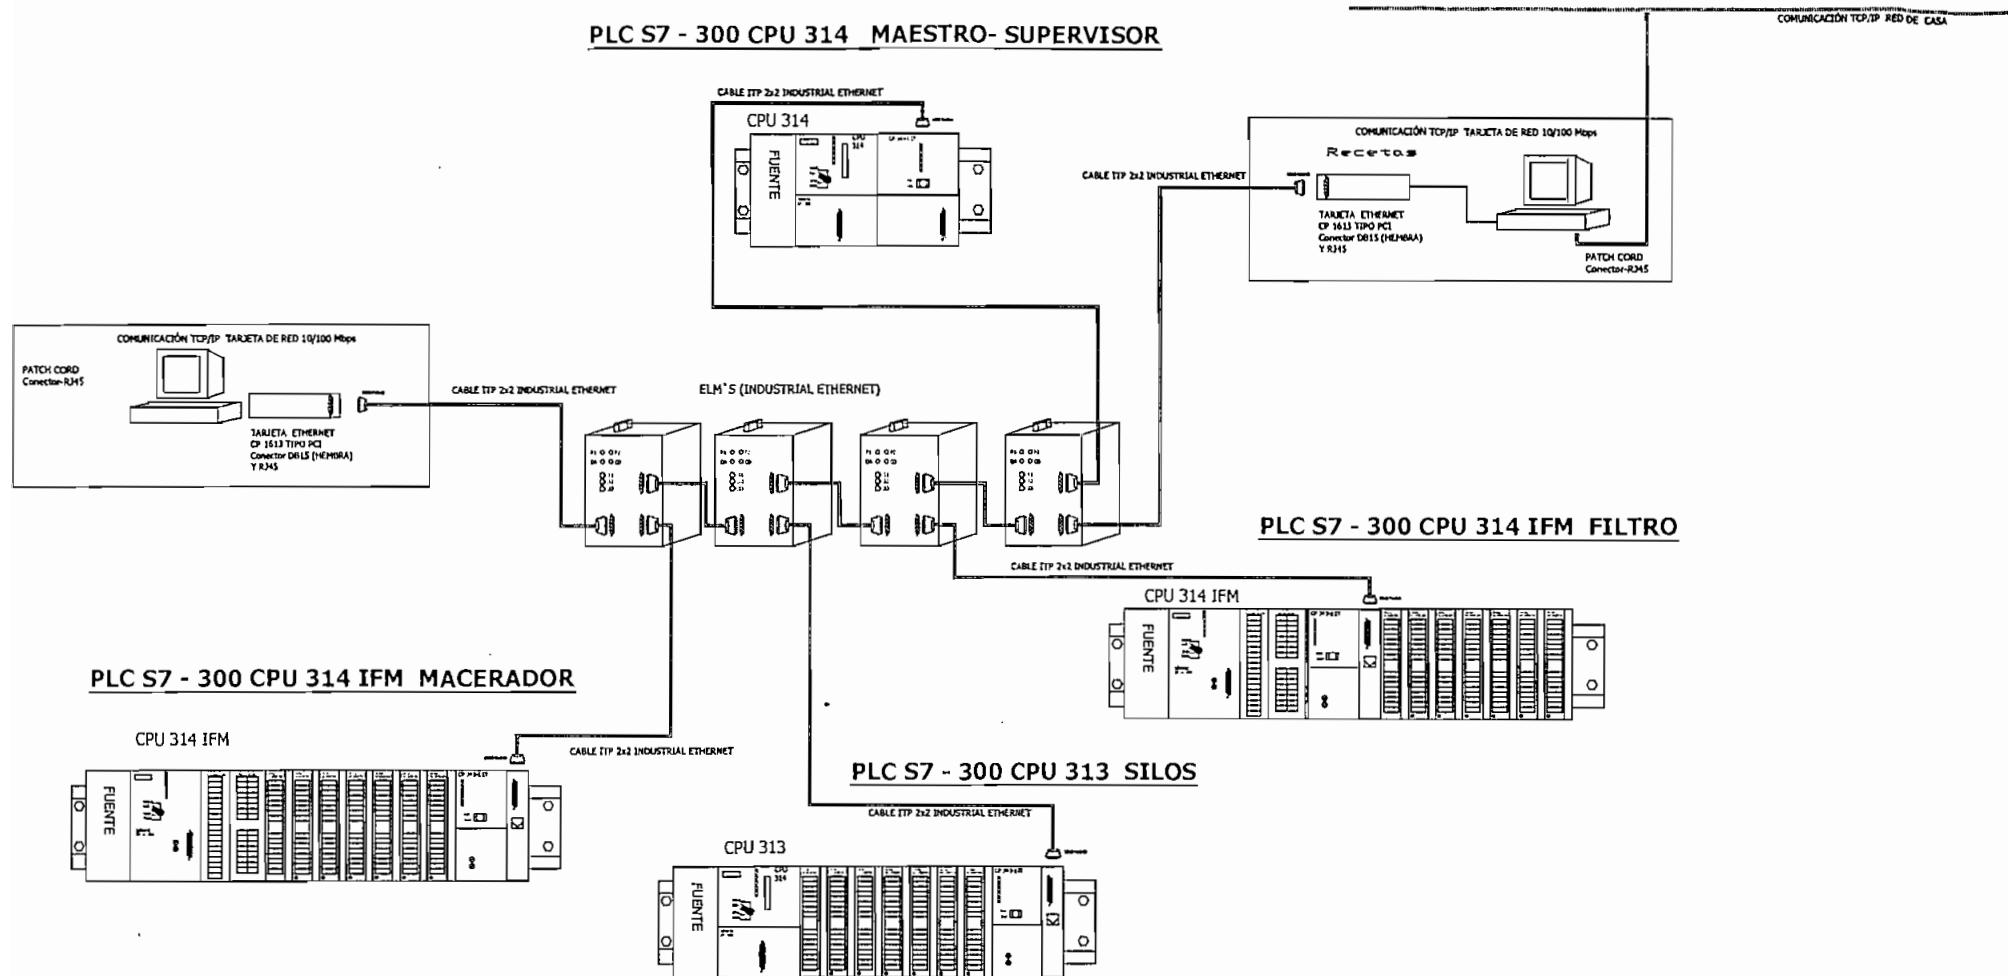 COMUNICACIÓN TCP/IP RED DE CASA
PLC S7 - 300 CPU 314 MAESTRO- SUPERVISOR
CABLE ITP 2x2 INDUSTRIAL ETHERNET
CPU 314
FUENTE
CPU
314
COMUNICACIÓN TCP/IP TARJETA DE RED 10/100 Mbps
Recetas
CABLE ITP 2x2 INDUSTRIAL ETHERNET
TARJETA ETHERNET
CP 1613 TIPO PCI
Conector DB15 (HEMBRA)
Y RJ45
PATCH CORD
Conector-RJ45
COMUNICACIÓN TCP/IP TARJETA DE RED 10/100 Mbps
PATCH CORD
Conector-RJ45
CABLE ITP 2x2 INDUSTRIAL ETHERNET
TARJETA ETHERNET
CP 1613 TIPO PCI
Conector DB15 (HEMBRA)
Y RJ45
ELM`S (INDUSTRIAL ETHERNET)
PLC S7 - 300 CPU 314 IFM FILTRO
CABLE ITP 2x2 INDUSTRIAL ETHERNET
CPU 314 IFM
FUENTE
PLC S7 - 300 CPU 314 IFM MACERADOR
CPU 314 IFM
CABLE ITP 2x2 INDUSTRIAL ETHERNET
FUENTE
PLC S7 - 300 CPU 313 SILOS
CABLE ITP 2x2 INDUSTRIAL ETHERNET
CPU 313
FUENTE
CPU
314